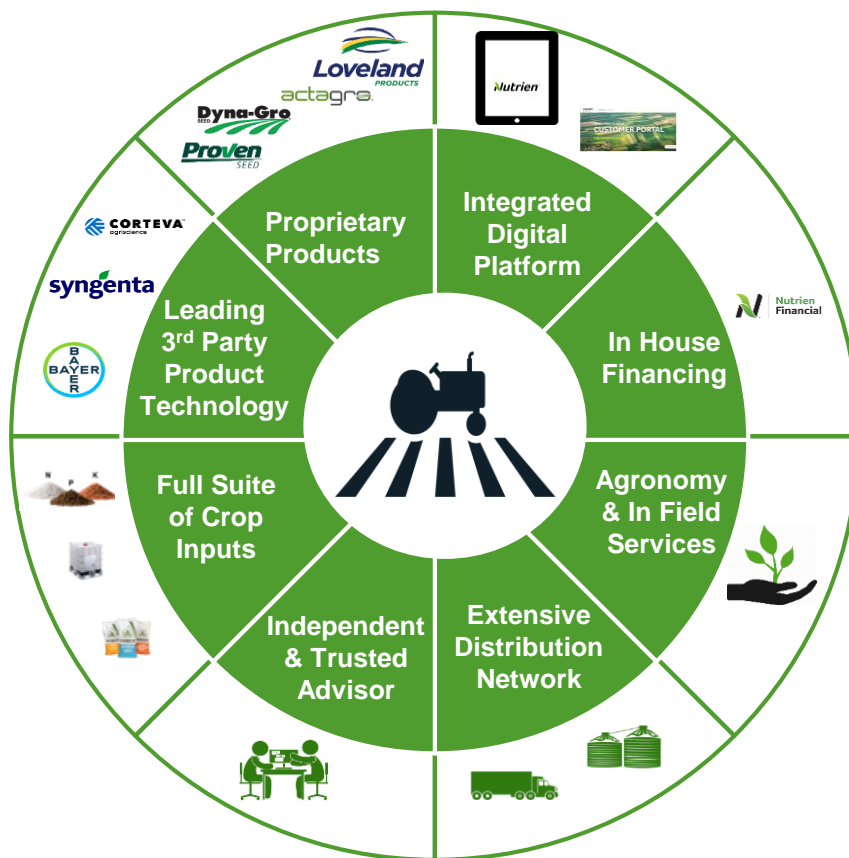 Loveland
PRODUCTS
actagro
Dyna-Gro
SEED
Proven
SEED
Nutrien
CUSTOMER PORTAL
Proprietary
Products
Integrated
Digital
Platform
CORTEVA™
agriscience
syngenta
BAYER
BAYER
Leading
3rd Party
Product
Technology
Nutrien
Financial
In House
Financing
N
P
K
Full Suite
of Crop
Inputs
Agronomy
& In Field
Services
Independent
& Trusted
Advisor
Extensive
Distribution
Network